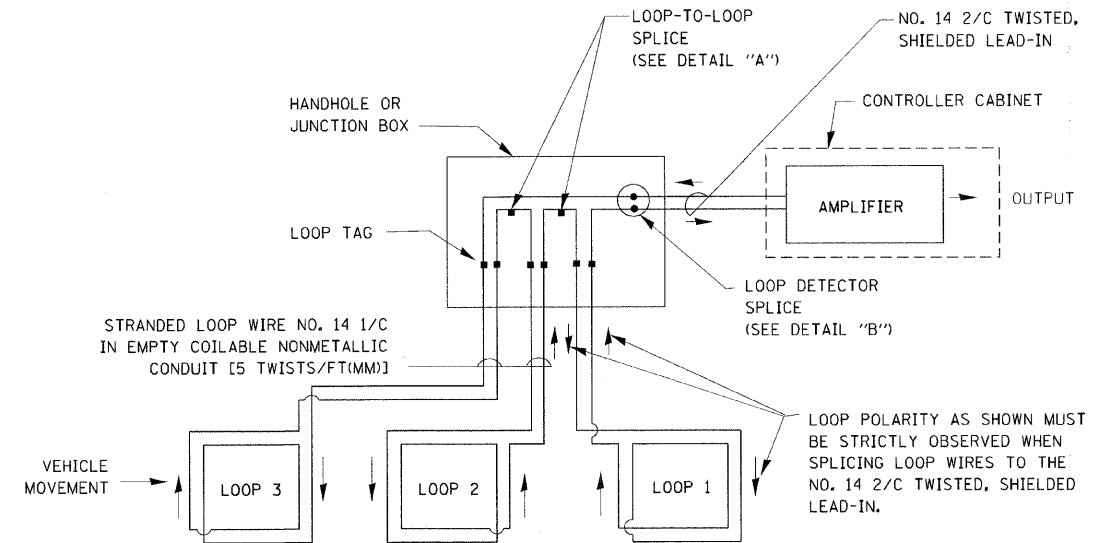 LOOP-TO-LOOP
SPLICE
(SEE DETAIL "A")
NO. 14 2/C TWISTED,
SHIELDED LEAD-IN
HANDHOLE OR
JUNCTION BOX
CONTROLLER CABINET
AMPLIFIER
OUTPUT
LOOP TAG
LOOP DETECTOR
SPLICE
(SEE DETAIL "B")
STRANDED LOOP WIRE NO. 14 1/C
IN EMPTY COILABLE NONMETALLIC
CONDUIT [5 TWISTS/FT(MM)]
LOOP POLARITY AS SHOWN MUST
BE STRICTLY OBSERVED WHEN
SPLICING LOOP WIRES TO THE
NO. 14 2/C TWISTED, SHIELDED
LEAD-IN.
VEHICLE
MOVEMENT
LOOP 3
LOOP 2
LOOP 1